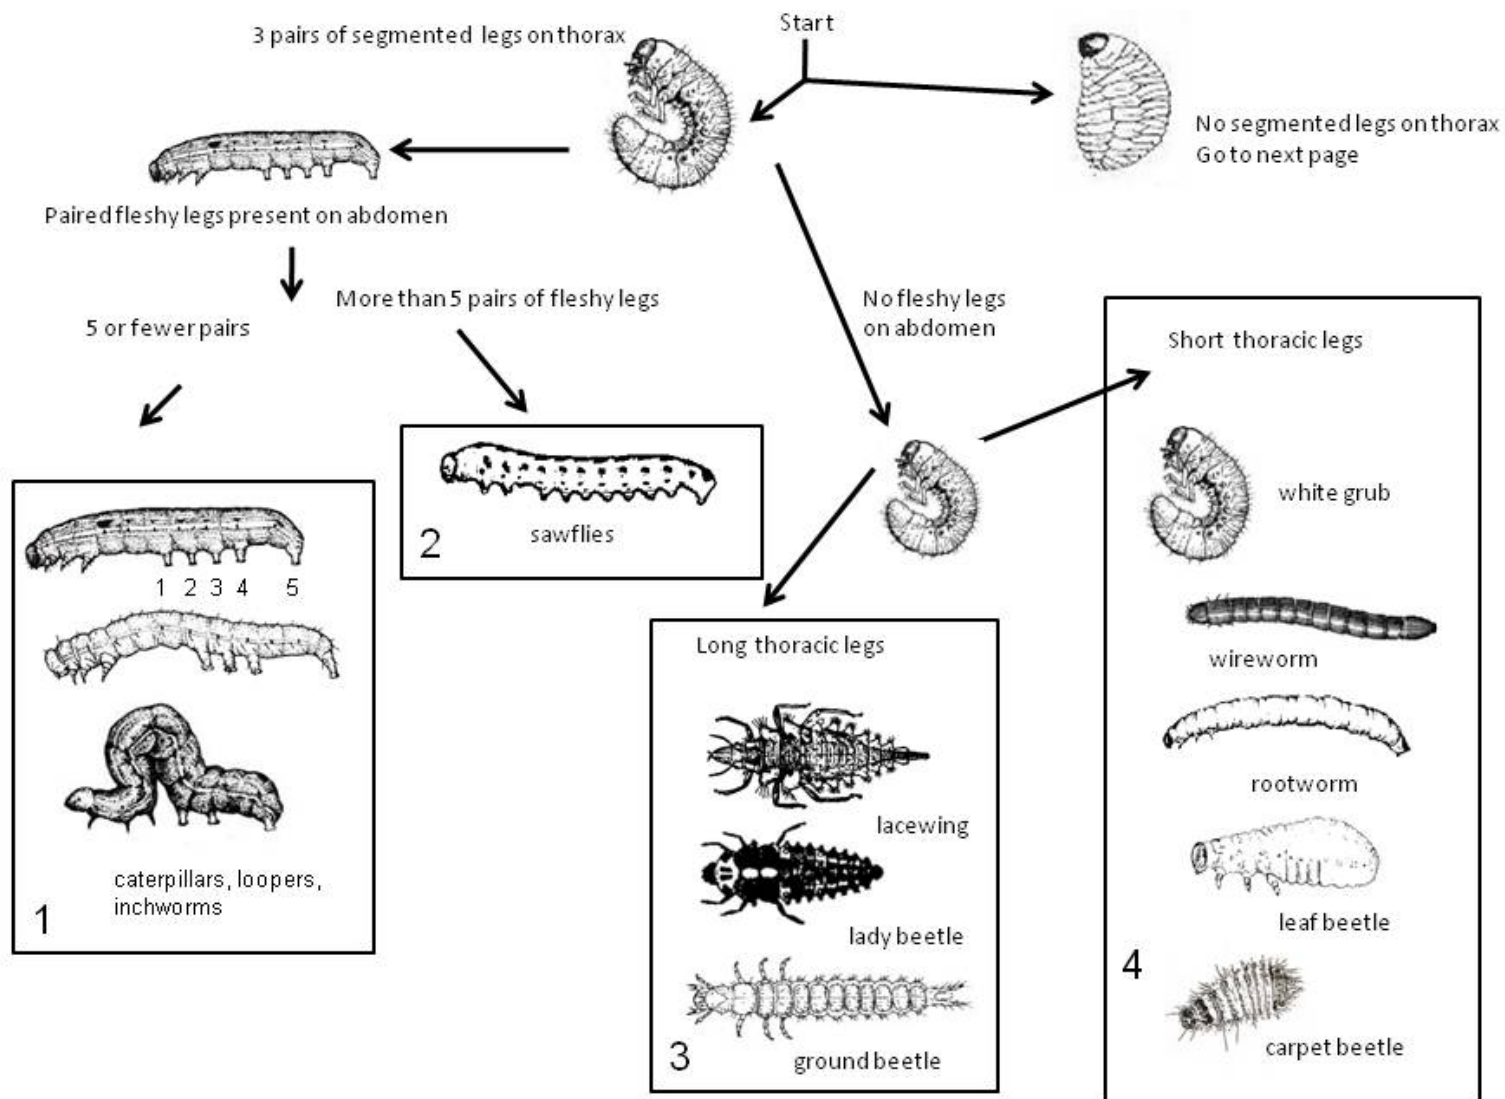 Start
3 pairs of segmented legs on thorax
No segmented legs on thorax
Go to next page
Paired fleshy legs present on abdomen
More than 5 pairs of fleshy legs
5 or fewer pairs
No fleshy legs
on abdomen
Short thoracic legs
white grub
wireworm
rootworm
leaf beetle
4
carpet beetle
sawflies
2
1 2 3 4 5
caterpillars, loopers,
inchworms
1
Long thoracic legs
lacewing
lady beetle
ground beetle
3